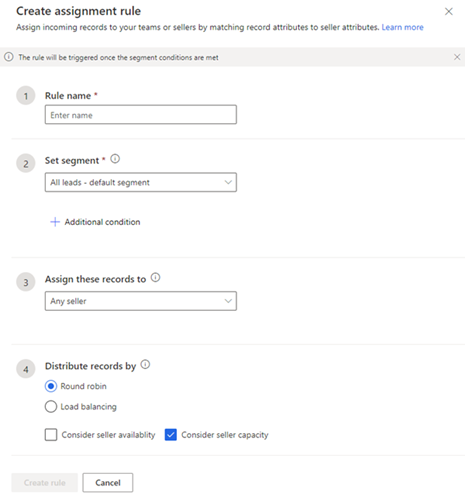 Create assignment rule
Assign incoming records to your teams or sellers by matching record attributes to seller attributes. Learn more
The rule will be triggered once the segment conditions are met
1 Rule name *
Enter name
2 Set segment *
All leads - default segment
Additional condition
3 Assign these records to
Any seller
4 Distribute records by
Round robin
Load balancing
Consider seller availablity Consider seller capacity
Create rule Cancel